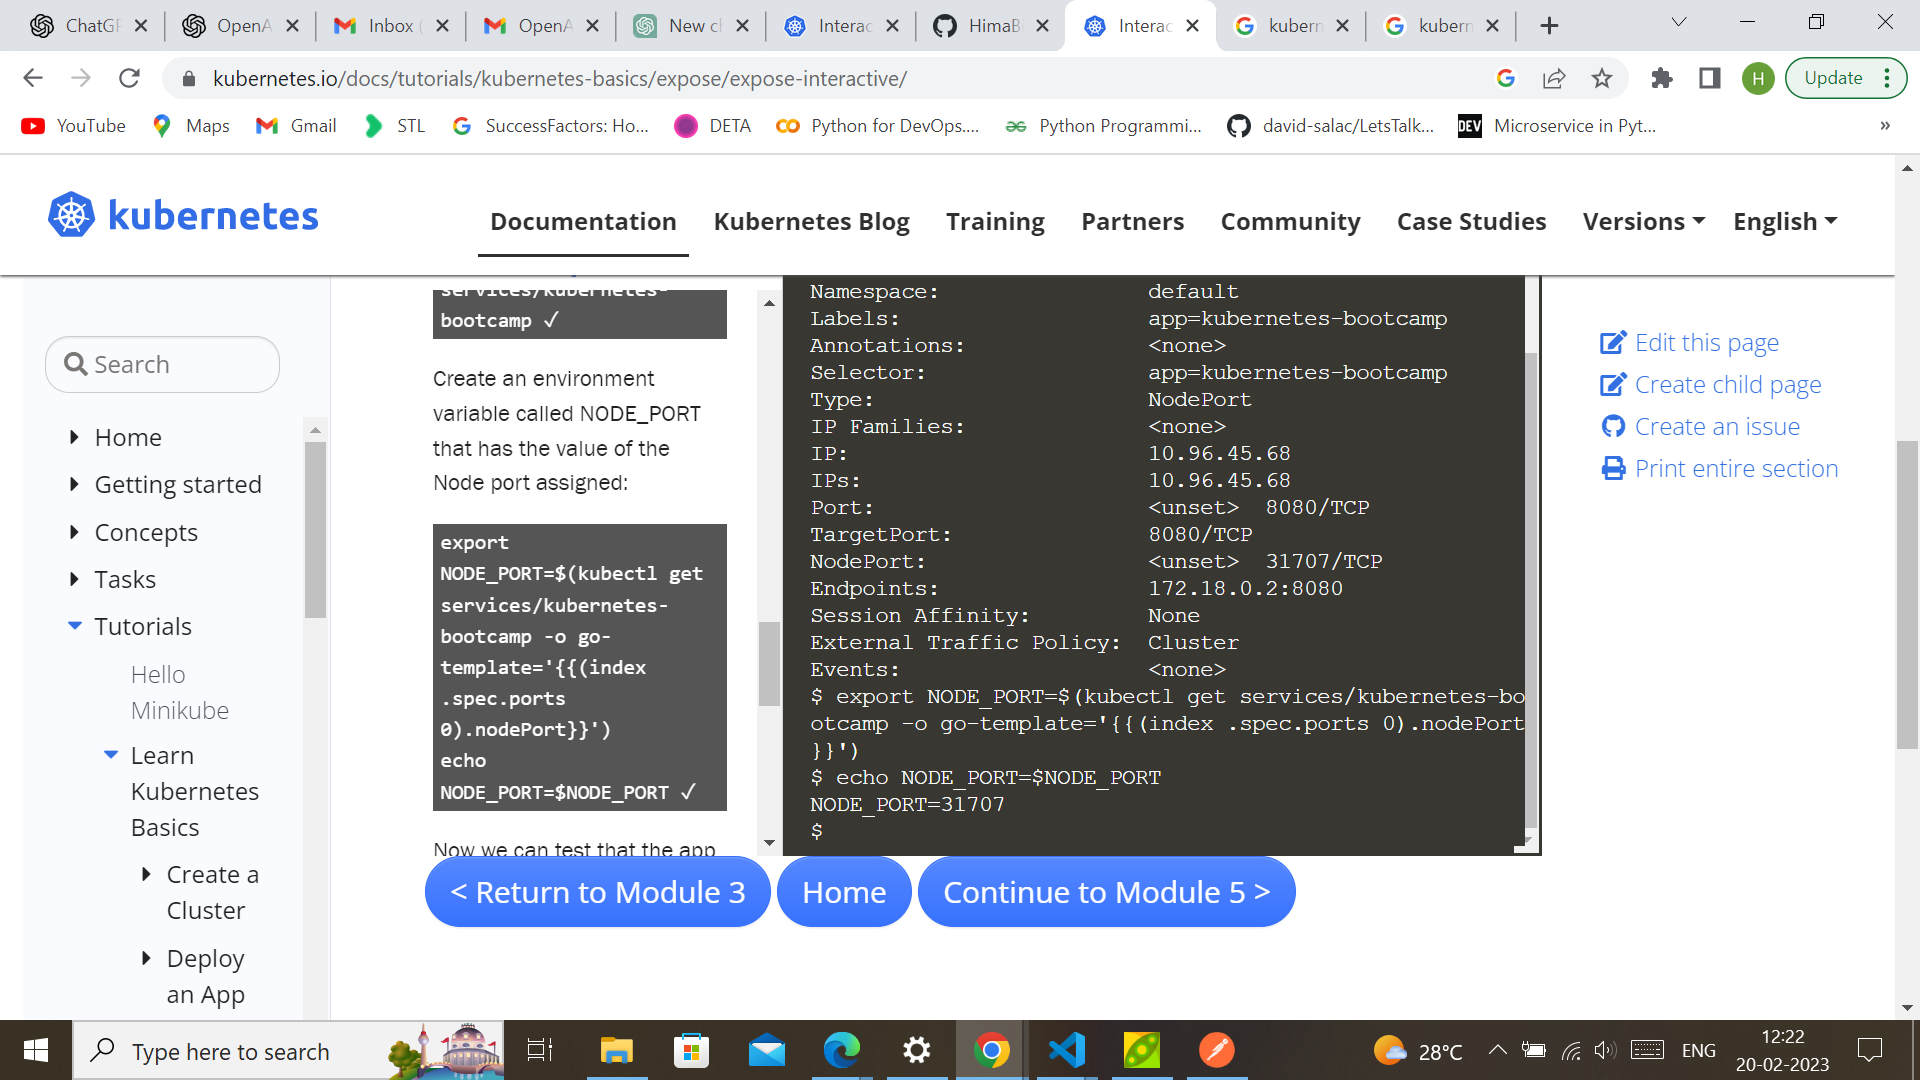 ChatGP
OpenA
Inbox (
OpenA
New ch
Interac
HimaBi
Interac
kubern
kubern
kubernetes.io/docs/tutorials/kubernetes-basics/expose/expose-interactive/
H
Update
YouTube
Maps
Gmail
STL
SuccessFactors: Ho...
DETA
Python for DevOps....
Python Programmi...
david-salac/LetsTalk...
DEV
Microservice in Pyt...
»
kubernetes
Documentation
Kubernetes Blog
Training
Partners
Community
Case Studies
Versions
English
Search
Home
Getting started
Concepts
Tasks
Tutorials
Hello
Minikube
Learn
Kubernetes
Basics
Create a
Cluster
Deploy
an App
services/kubernetes-
bootcamp ✓
Create an environment
variable called NODE_PORT
that has the value of the
Node port assigned:
export
NODE_PORT=$(kubectl get
services/kubernetes-
bootcamp -o go-
template='{{(index
.spec.ports
0).nodePort}}')
echo
NODE_PORT=$NODE_PORT ✓
Now we can test that the app
Namespace: default
Labels: app=kubernetes-bootcamp
Annotations: <none>
Selector: app=kubernetes-bootcamp
Type: NodePort
IP Families: <none>
IP: 10.96.45.68
IPs: 10.96.45.68
Port: <unset> 8080/TCP
TargetPort: 8080/TCP
NodePort: <unset> 31707/TCP
Endpoints: 172.18.0.2:8080
Session Affinity: None
External Traffic Policy: Cluster
Events: <none>
$ export NODE_PORT=$(kubectl get services/kubernetes-bo
otcamp -o go-template='{{(index .spec.ports 0).nodePort
}}')
$ echo NODE_PORT=$NODE_PORT
NODE_PORT=31707
$
Edit this page
Create child page
Create an issue
Print entire section
< Return to Module 3
Home
Continue to Module 5 >
Type here to search
28°C
ENG
12:22
20-02-2023